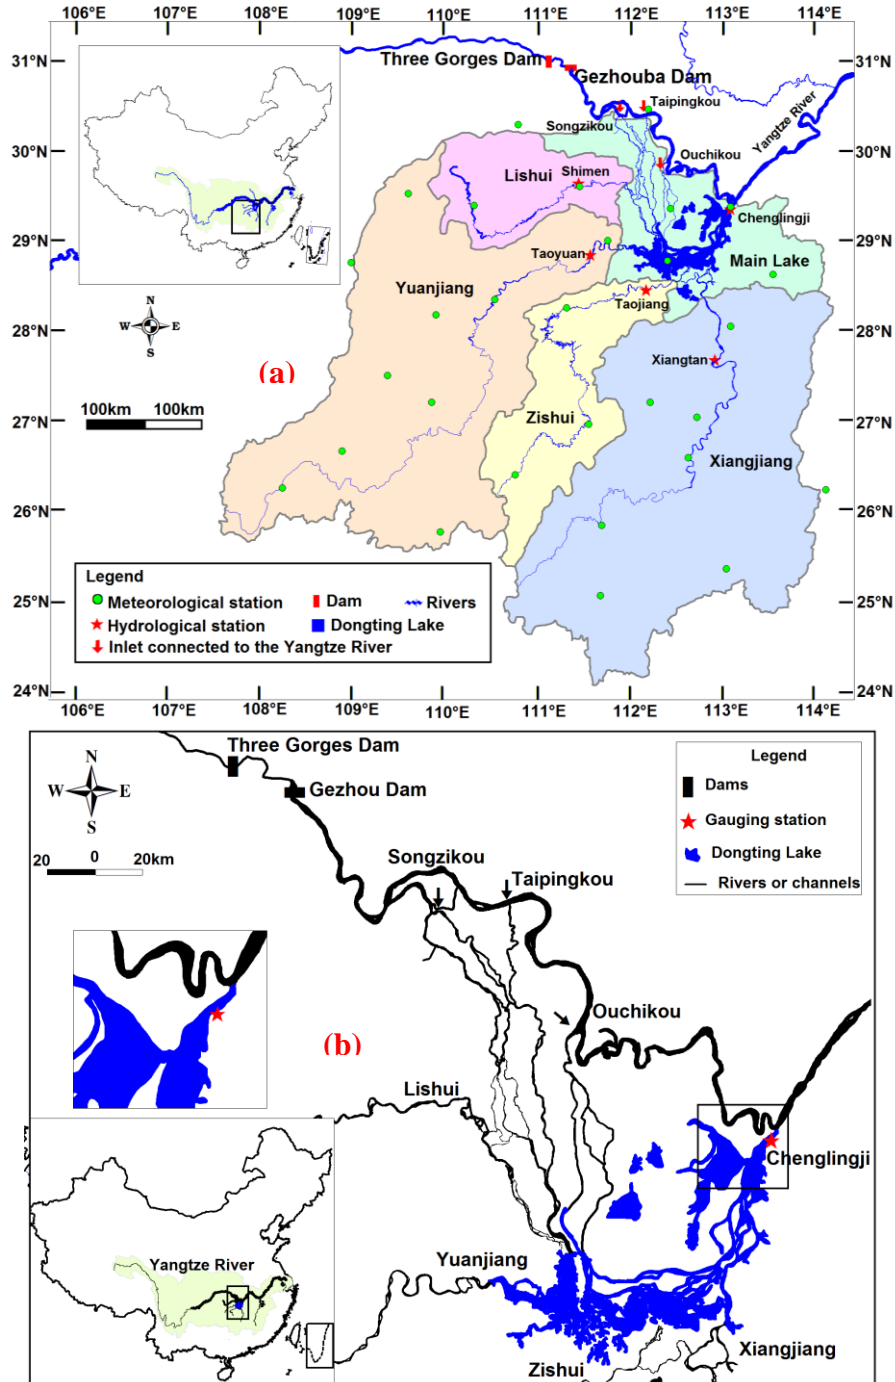 108°E 109°E 110°E 111°E 112°E 113°E 114°E
31°N
Three Gorges Dam
31°N
Gezhouba Dam
Taipingkou
Songzikou
Yangtze River
30°N
Ouchikou
30°N
Lishui
Shimen
Chenglingji
29°N
29°N
Taoyuan
Main Lake
Yuanjiang
Taojiang
N
W E
S
28°N
28°N
(a)
Xiangtan
100km 100km
27°N
Zishui
27°N
Xiangjiang
26°N
26°N
Legend
Meteorological station
Dam
Rivers
Hydrological station
Dongting Lake
Inlet connected to the Yangtze River
25°N
25°N
24°N
24°N
106°E 107°E 108°E 109°E 110°E 111°E 112°E 113°E 114°E
Three Gorges Dam
N
W E
S
Gezhou Dam
Legend
Dams
Gauging station
Dongting Lake
Rivers or channels
20 0 20km
Songzikou
Taipingkou
Ouchikou
(b)
Lishui
Chenglingji
Yangtze River
Yuanjiang
Xiangjiang
Zishui